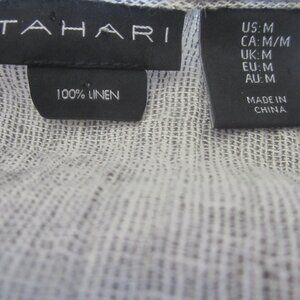 TAHARI
100% LINEN
US: M
CA: M/M
UK: M
EU: M
AU: M
MADE IN
CHINA